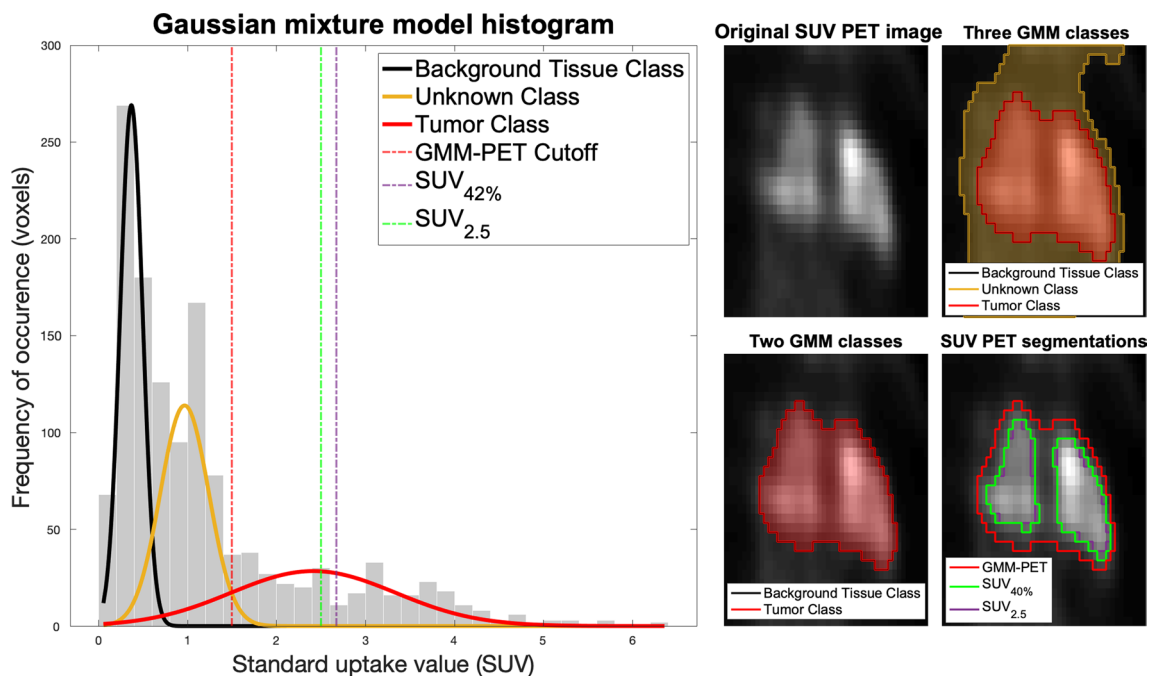 Gaussian mixture model histogram
300
250
200
150
100
50
0
0 1 2 3 4 5 6
Frequency of occurence (voxels)
Standard uptake value (SUV)
Background Tissue Class
Unknown Class
Tumor Class
GMM-PET Cutoff
SUV42%
SUV2.5
Original SUV PET image
Three GMM classes
Background Tissue Class
Unknown Class
Tumor Class
Two GMM classes
Background Tissue Class
Tumor Class
SUV PET segmentations
GMM-PET
SUV40%
SUV2.5